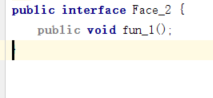 public interface Face_2 {
public void fun_1();
}